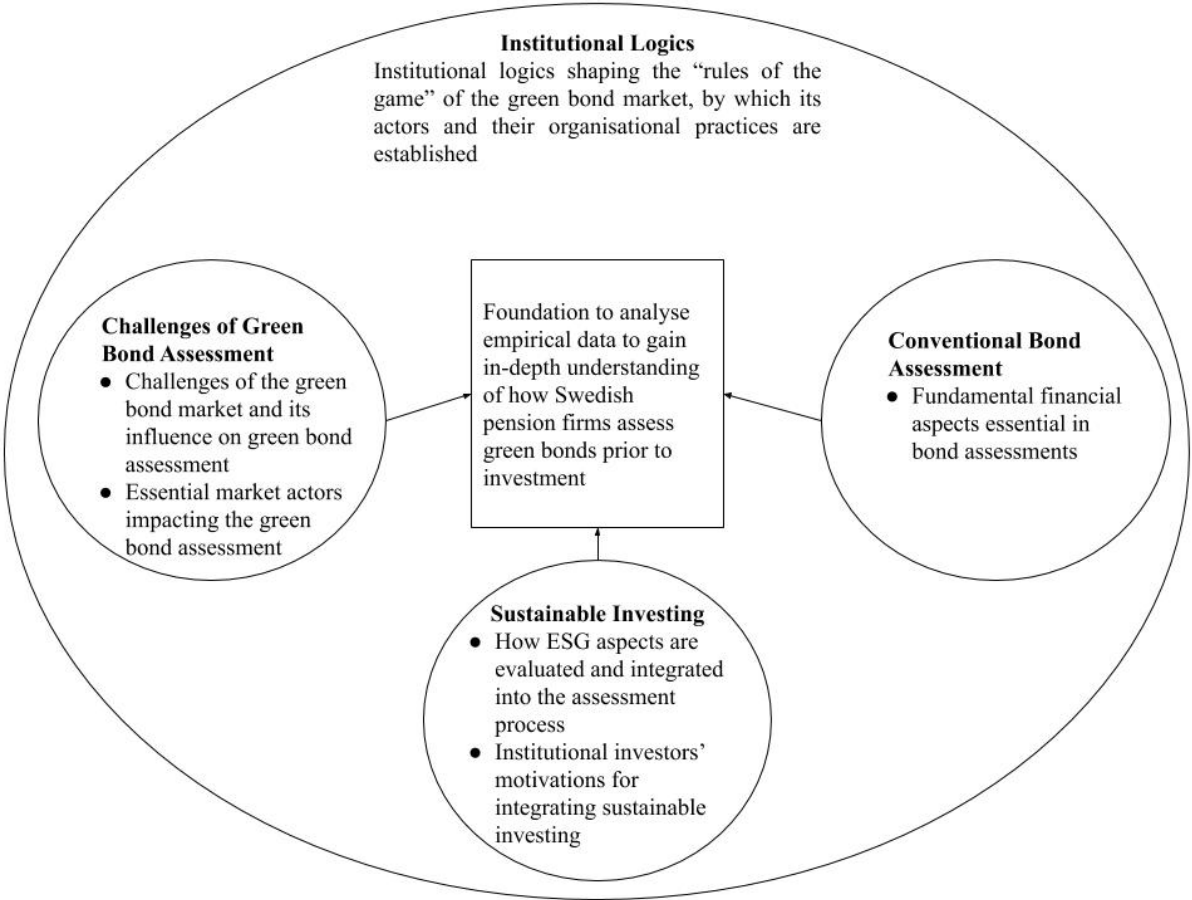 Institutional Logics
Institutional logics shaping the “rules of the
game” of the green bond market, by which its
actors and their organisational practices are
established
Challenges of Green
Bond Assessment
● Challenges of the green
bond market and its
influence on green bond
assessment
● Essential market actors
impacting the green
bond assessment
Foundation to analyse
empirical data to gain
in-depth understanding
of how Swedish
pension firms assess
green bonds prior to
investment
Conventional Bond
Assessment
● Fundamental financial
aspects essential in
bond assessments
Sustainable Investing
● How ESG aspects are
evaluated and integrated
into the assessment
process
● Institutional investors’
motivations for
integrating sustainable
investing